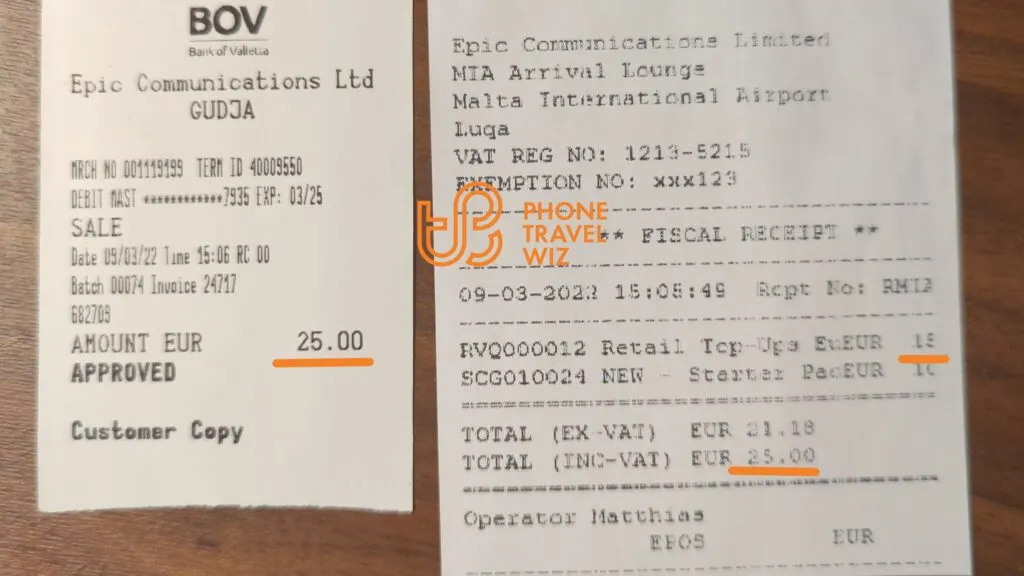 BOV
Bank of Valletta
Epic Communications Ltd
GUDJA
MRCH NO 001119199 TERM ID 40009550
DEBIT MAST ************7935 EXP: 03/25
SALE
Date 09/03/22 Time 15:06 RC 00
Batch 00074 Invoice 24717
682709
AMOUNT EUR 25.00
APPROVED
Customer Copy
Epic Communications Limited
MIA Arrival Lounge
Malta International Airport
Luqa
VAT REG NO: 1213-5215
EXEMPTION NO: xxx123
** FISCAL RECEIPT **
09-03-2022 15:05:49 Rcpt No:
RVQ000012 Retail Top-Ups EuEUR 15
SCG010024 NEW - Starter PacEUR 10
TOTAL (EX-VAT) EUR 21.18
TOTAL (INC-VAT) EUR 25.00
Operator Matthias
EPOS EUR
PHONE
TRAVEL
WIZ